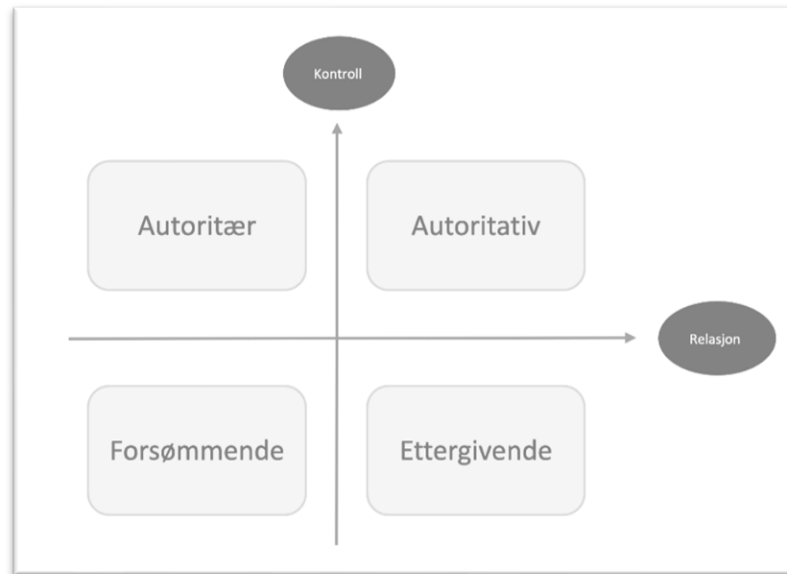 Kontroll
Autoritær
Autoritativ
Relasjon
Forsømmende
Ettergivende